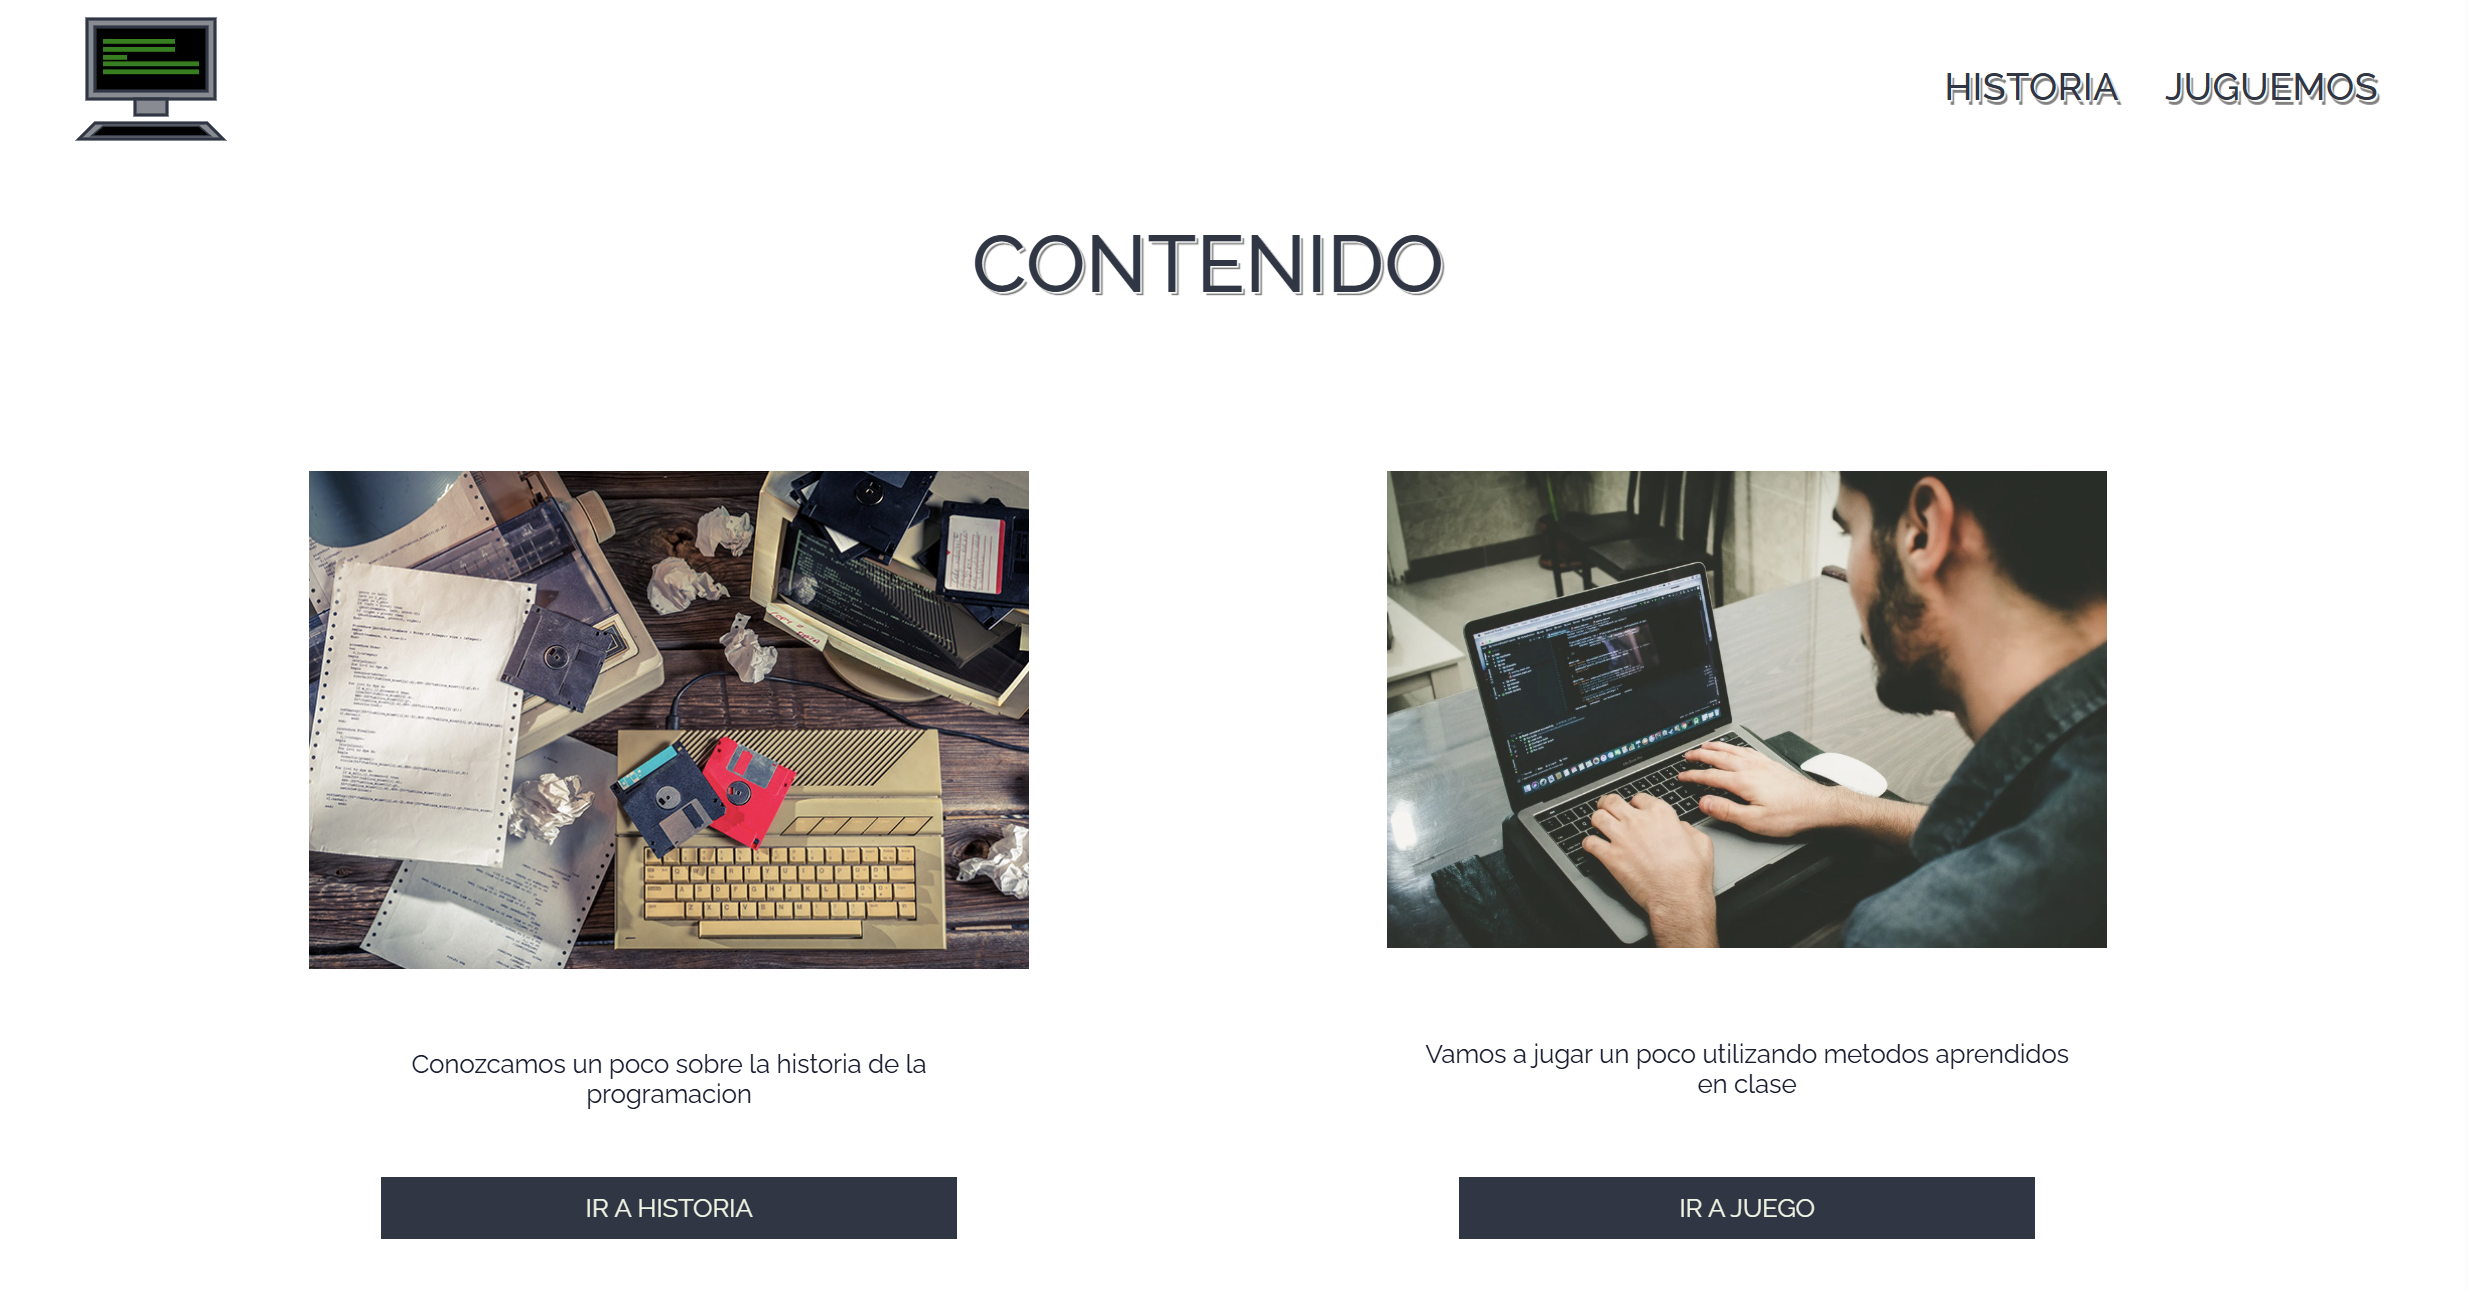 HISTORIA JUGUEMOS
CONTENIDO
Conozcamos un poco sobre la historia de la
programacion
IR A HISTORIA
Vamos a jugar un poco utilizando metodos aprendidos
en clase
IR A JUEGO